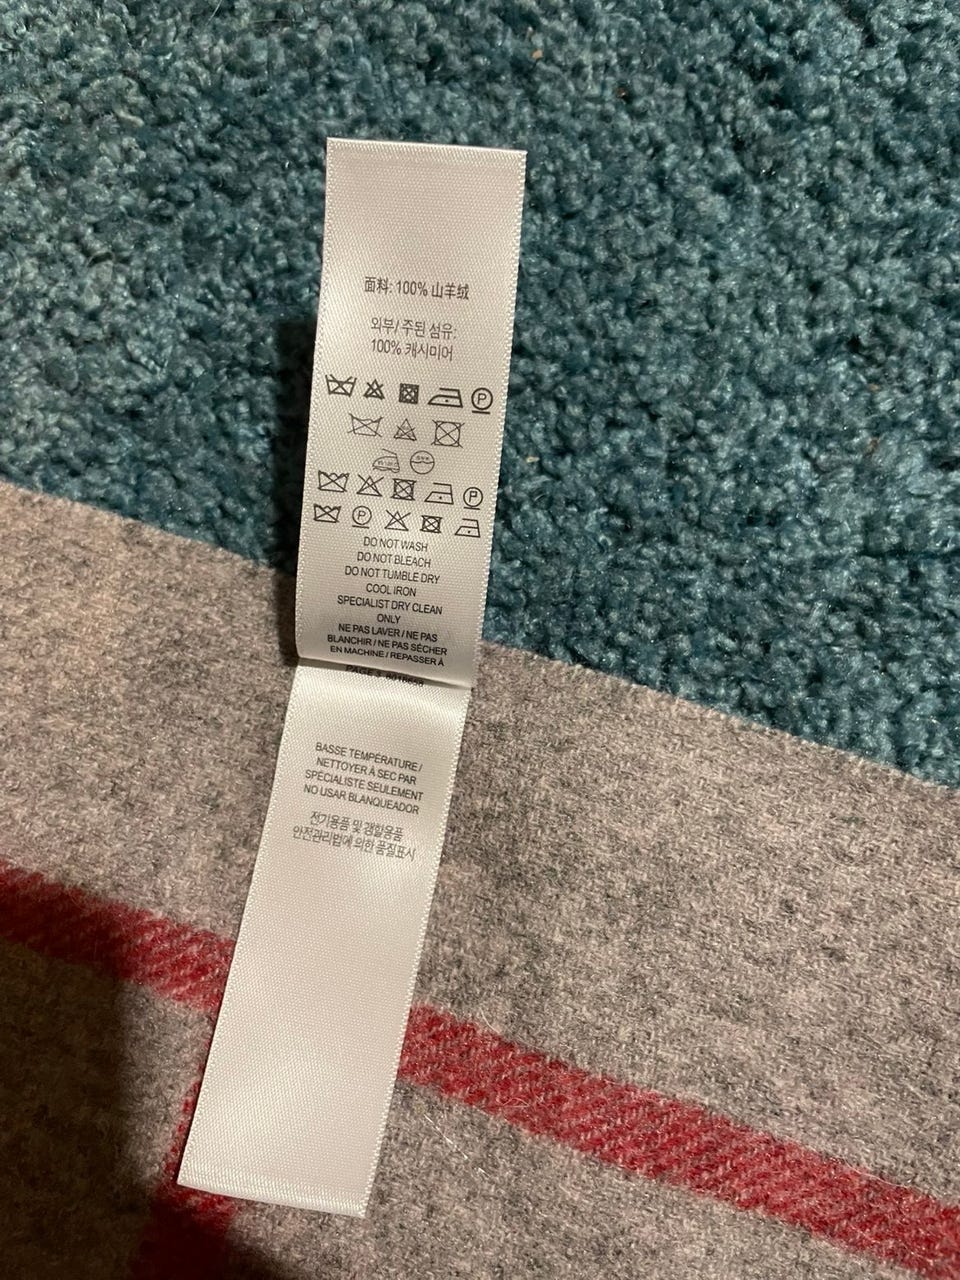 面料: 100% 山羊绒
외부/ 주된 섬유:
100% 캐시미어
DO NOT WASH
DO NOT BLEACH
DO NOT TUMBLE DRY
COOL IRON
SPECIALIST DRY CLEAN
ONLY
NE PAS LAVER / NE PAS
BLANCHIR / NE PAS SÉCHER
EN MACHINE / REPASSER À
PAGE
BASSE TEMPÉRATURE /
NETTOYER À SEC PAR
SPÉCIALISTE SEULEMENT
NO USAR BLANQUEADOR
전기용품 및 생활용품
안전관리법에 의한 품질표시